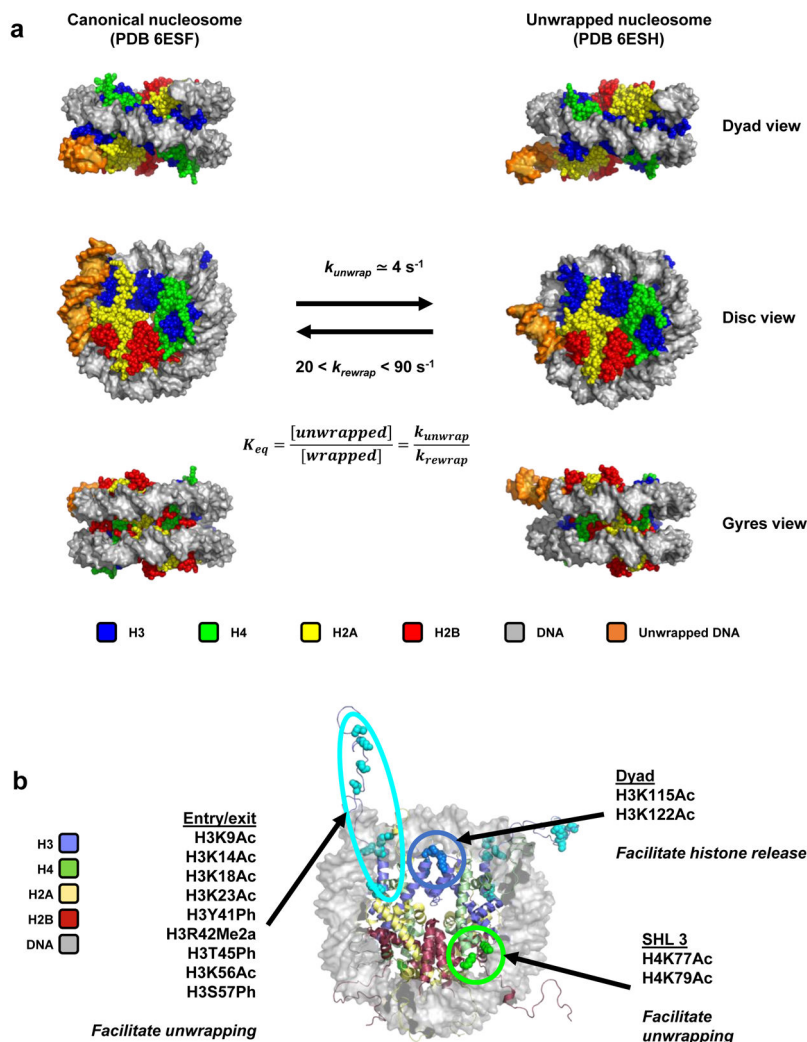 a
Canonical nucleosome
(PDB 6ESF)
Unwrapped nucleosome
(PDB 6ESH)
Dyad view
k_unwrap ≃ 4 s⁻¹
20 < k_rewrap < 90 s⁻¹
Disc view
K_eq = [unwrapped] / [wrapped] = k_unwrap / k_rewrap
Gyres view
H3
H4
H2A
H2B
DNA
Unwrapped DNA
b
H3
H4
H2A
H2B
DNA
Entry/exit
H3K9Ac
H3K14Ac
H3K18Ac
H3K23Ac
H3Y41Ph
H3R42Me2a
H3T45Ph
H3K56Ac
H3S57Ph
Facilitate unwrapping
Dyad
H3K115Ac
H3K122Ac
Facilitate histone release
SHL 3
H4K77Ac
H4K79Ac
Facilitate
unwrapping